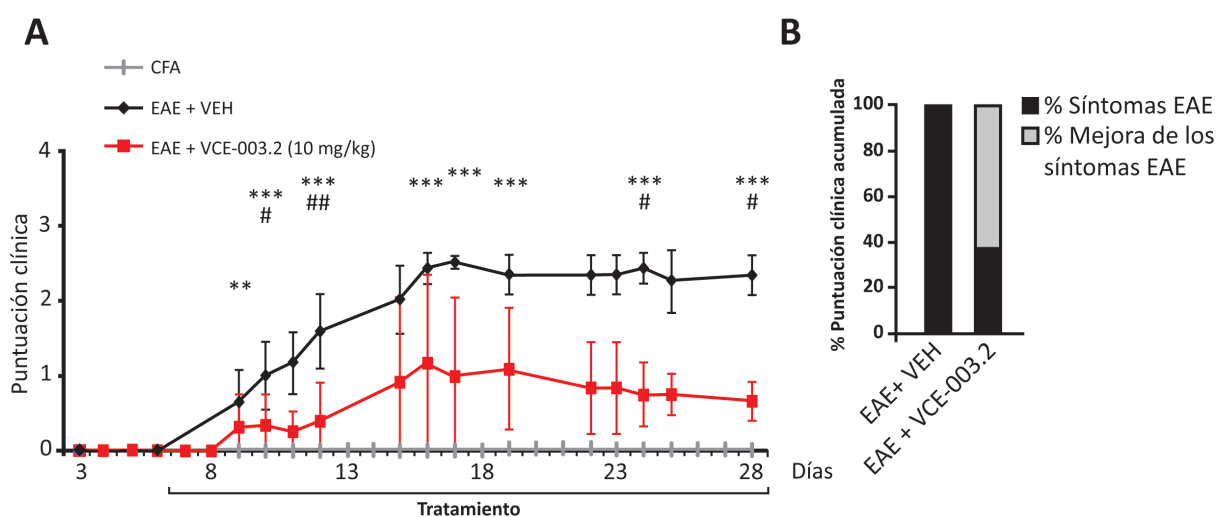 A
CFA
EAE + VEH
EAE + VCE-003.2 (10 mg/kg)
Puntuación clínica
4
3
2
1
0
**
***
#
***
##
***
***
***
***
#
***
#
3
8
13
18
23
28
Días
Tratamiento
B
% Puntuación clínica acumulada
100
80
60
40
20
0
EAE+ VEH
EAE + VCE-003.2
% Síntomas EAE
% Mejora de los
síntomas EAE